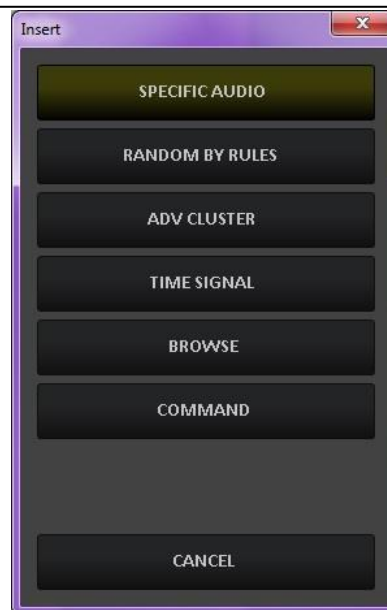 Insert
SPECIFIC AUDIO
RANDOM BY RULES
ADV CLUSTER
TIME SIGNAL
BROWSE
COMMAND
CANCEL